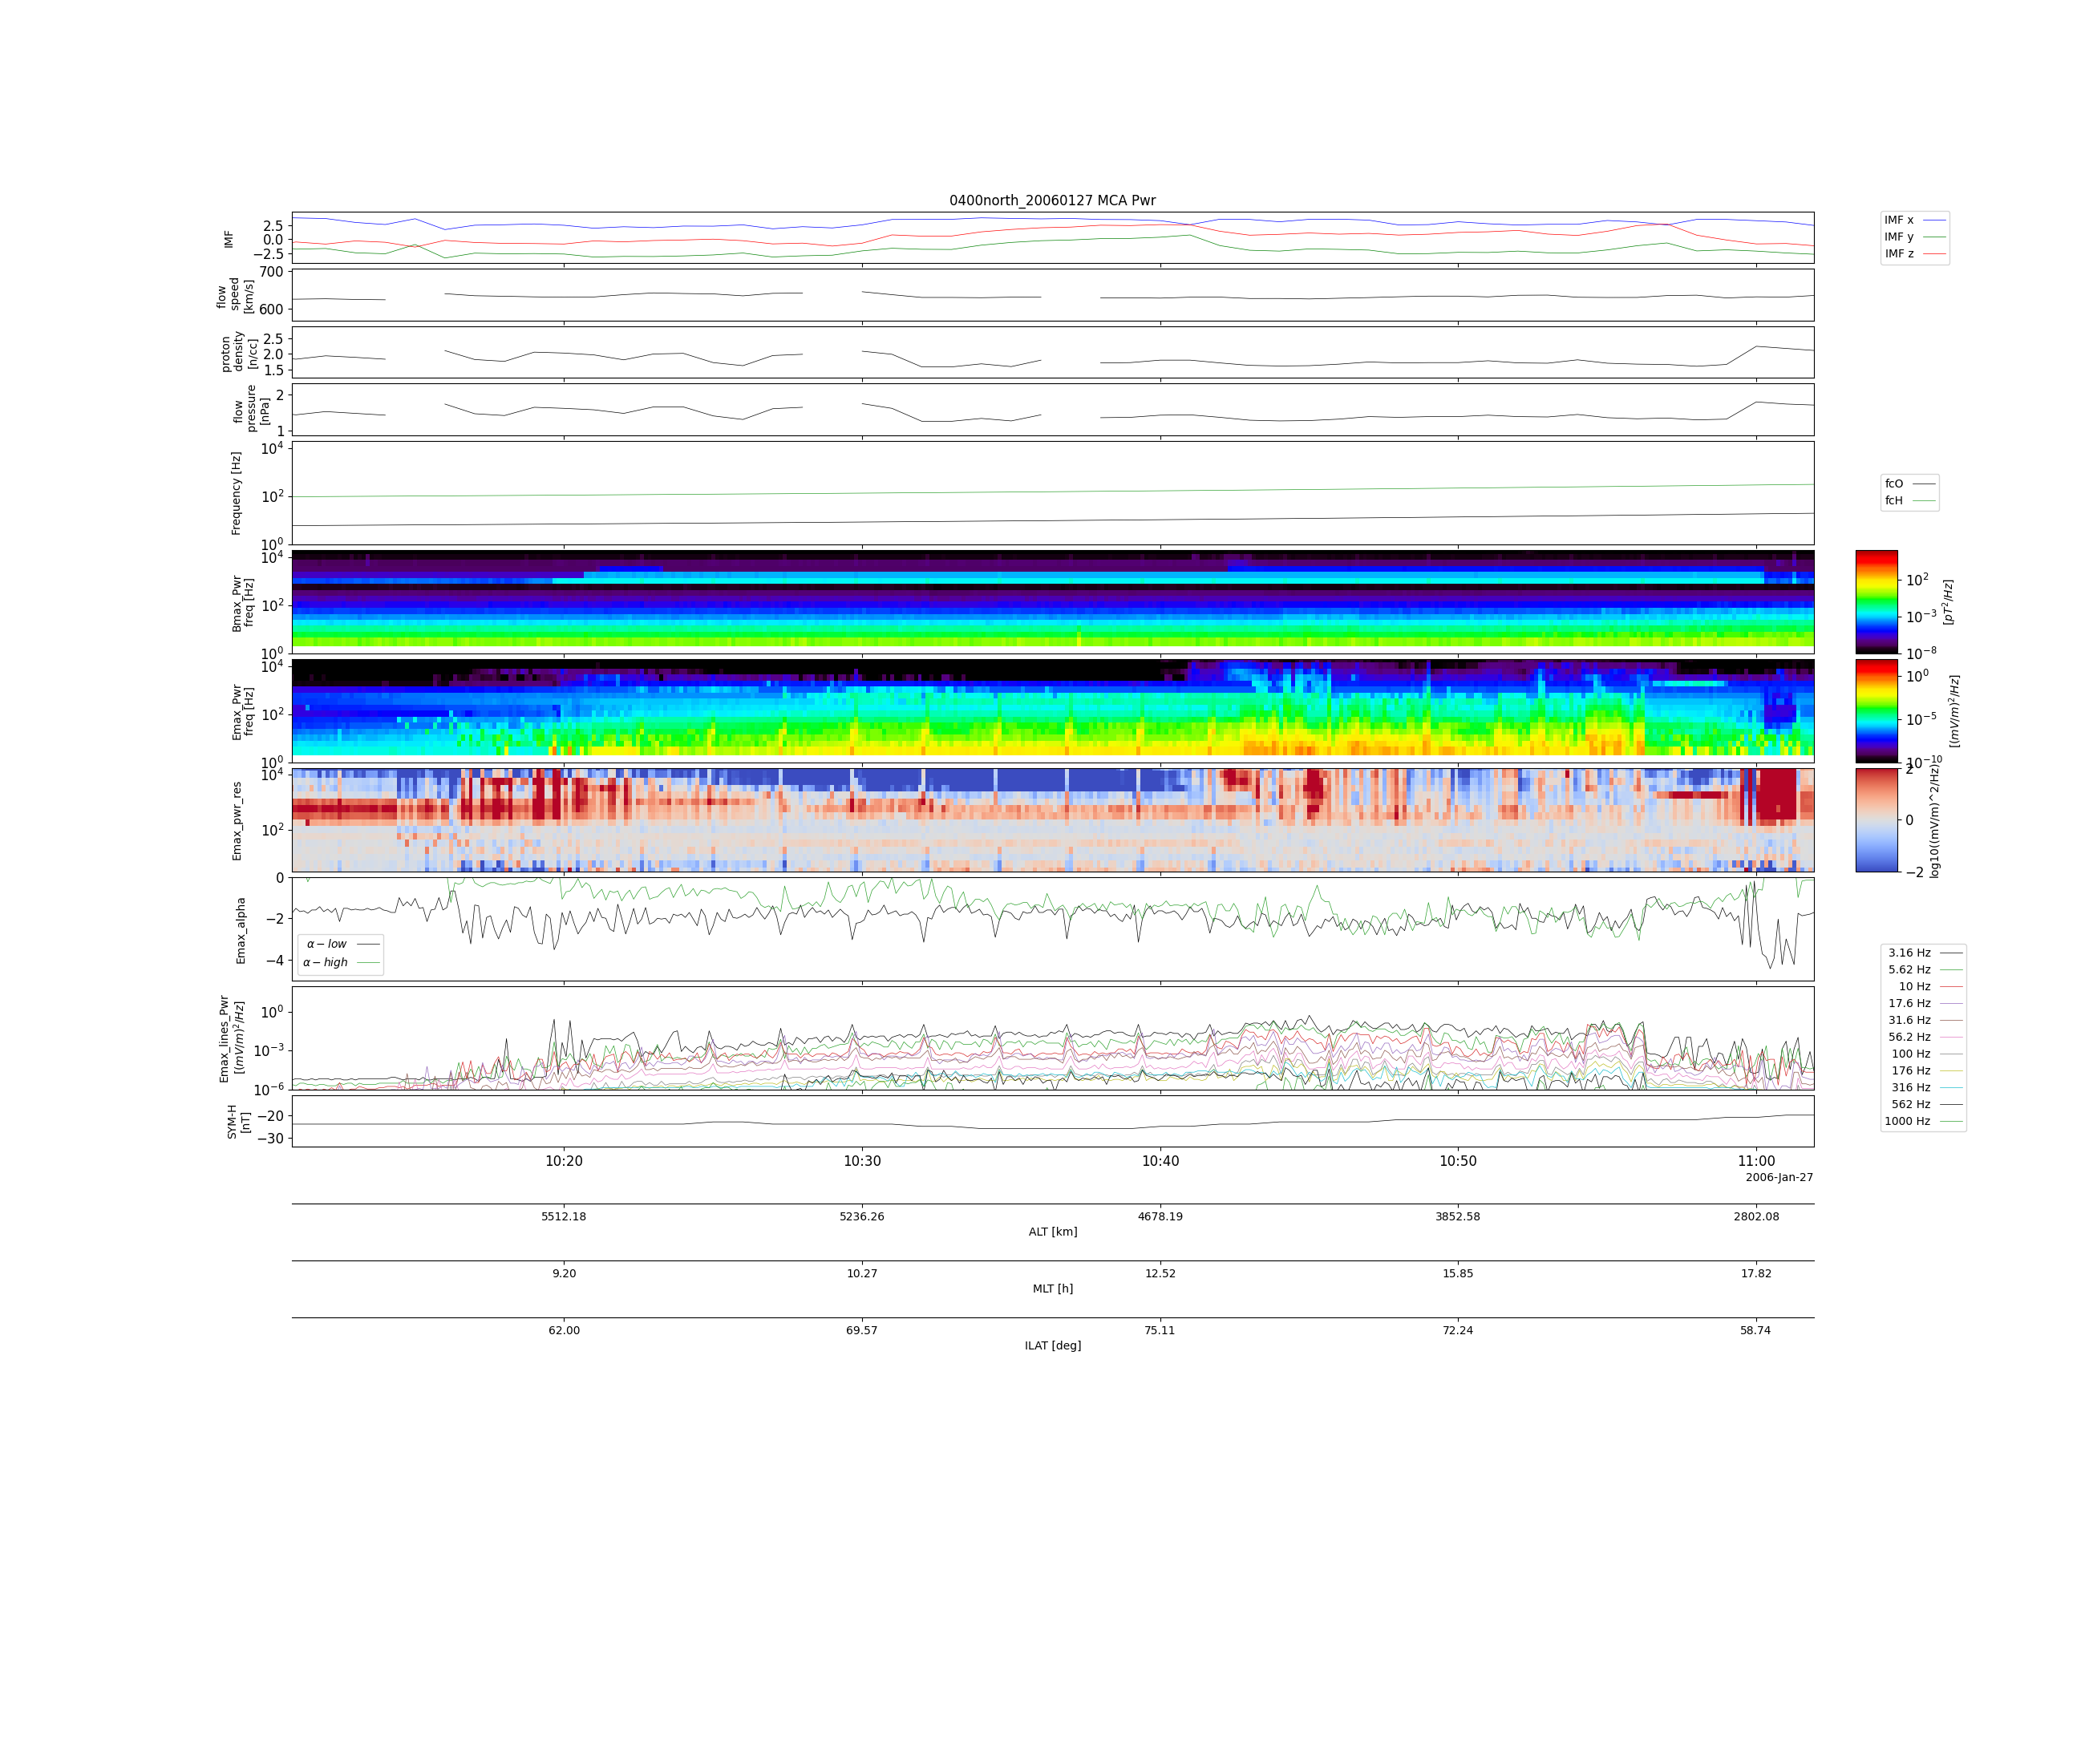 0400north_20060127 MCA Pwr
IMF
2.5
0.0
−2.5
IMF x
IMF y
IMF z
flow
speed
[km/s]
700
600
proton
density
[n/cc]
2.5
2.0
1.5
flow
pressure
[nPa]
2
1
Frequency [Hz]
10^4
10^2
10^0
fcO
fcH
Bmax_Pwr
freq [Hz]
10^4
10^2
10^0
10^2
10^−3
10^−8
[pT^2/Hz]
Emax_Pwr
freq [Hz]
10^4
10^2
10^0
10^0
10^−5
10^−10
[(mV/m)^2/Hz]
Emax_pwr_res
10^4
10^2
2
0
−2
log10((mV/m)^2/Hz)
Emax_alpha
0
−2
−4
α − low
α − high
Emax_lines_Pwr
[(mV/m)^2/Hz]
10^0
10^−3
10^−6
3.16 Hz
5.62 Hz
10 Hz
17.6 Hz
31.6 Hz
56.2 Hz
100 Hz
176 Hz
316 Hz
562 Hz
1000 Hz
SYM-H
[nT]
−20
−30
10:20 10:30 10:40 10:50 11:00
2006-Jan-27
5512.18 5236.26 4678.19 3852.58 2802.08
ALT [km]
9.20 10.27 12.52 15.85 17.82
MLT [h]
62.00 69.57 75.11 72.24 58.74
ILAT [deg]